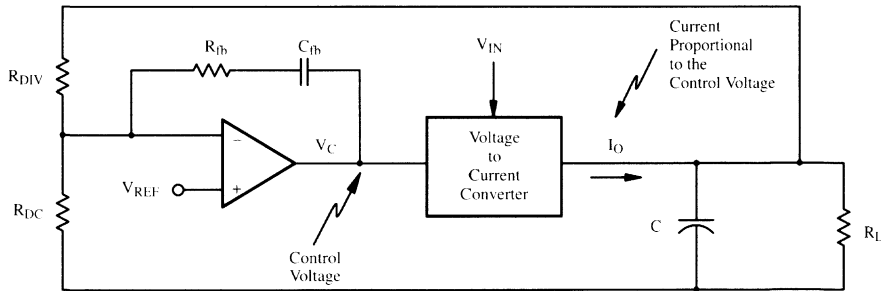 R_DIV
R_fb
C_fb
V_IN
Current
Proportional
to the
Control Voltage
−
+
V_C
Voltage
to
Current
Converter
I_O
V_REF
R_DC
Control
Voltage
C
R_L